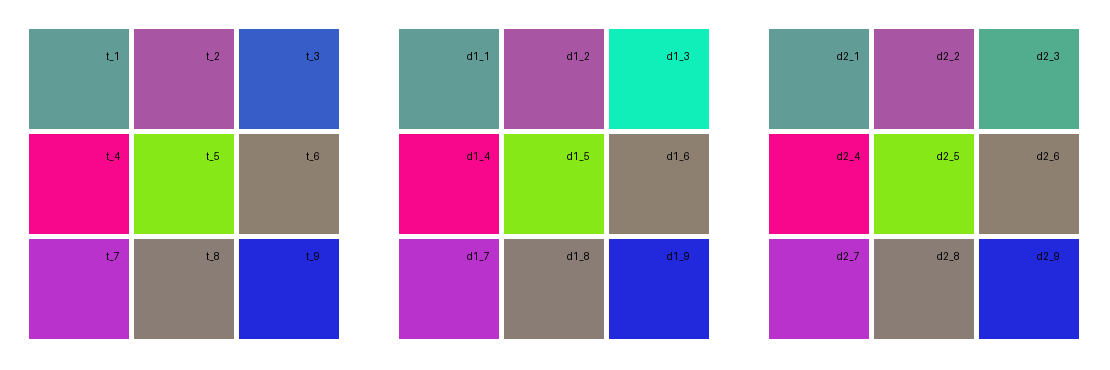 t_1 t_2 t_3 d1_1 d1_2 d1_3 d2_1 d2_2 d2_3
t_4 t_5 t_6 d1_4 d1_5 d1_6 d2_4 d2_5 d2_6
t_7 t_8 t_9 d1_7 d1_8 d1_9 d2_7 d2_8 d2_9